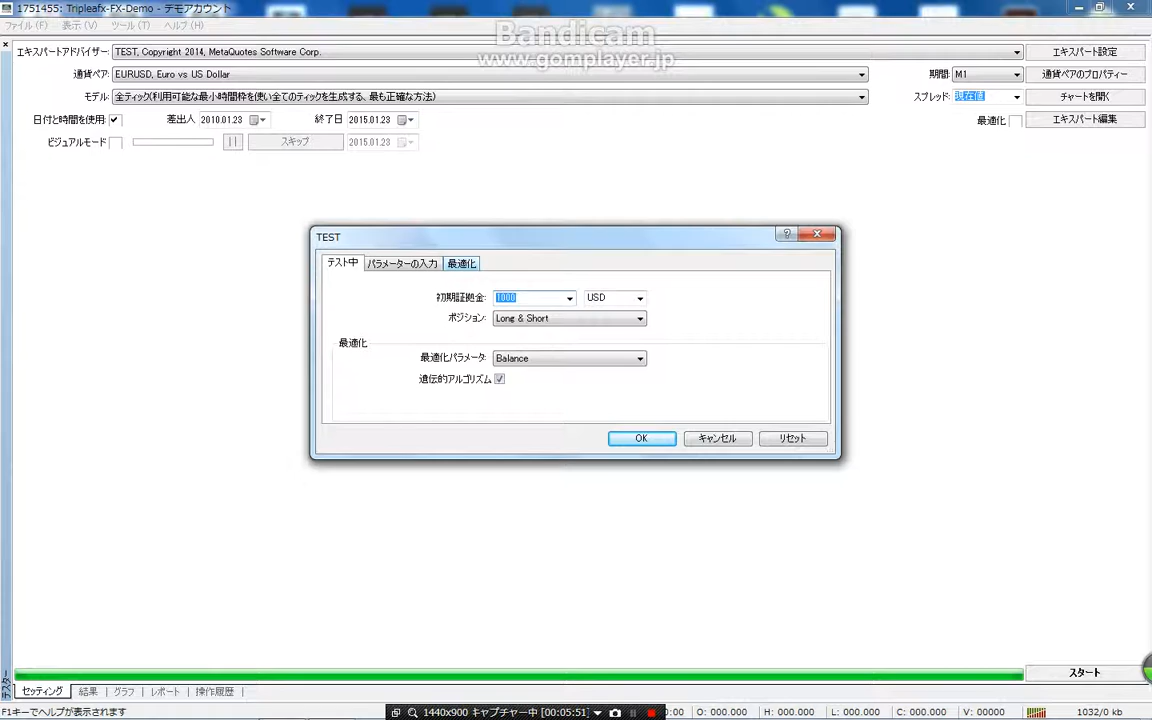 1751455: Tripleafx-FX-Demo - デモアカウント
Bandicam
www.gomplayer.jp
ファイル (F) 表示 (V) ツール (T) ヘルプ (H)
エキスパートアドバイザー: TEST, Copyright 2014, MetaQuotes Software Corp. エキスパート設定
通貨ペア: EURUSD, Euro vs US Dollar 期間: M1 通貨ペアのプロパティー
モデル: 全ティック(利用可能な最小時間枠を使い全てのティックを生成する、最も正確な方法) スプレッド: 現在値 チャートを開く
日付と時間を使用: 差出人 2010.01.23 終了日 2015.01.23 最適化 エキスパート編集
ビジュアルモード スキップ 2015.01.23
TEST
テスト中 パラメーターの入力 最適化
初期証拠金: 1000 USD
ポジション: Long & Short
最適化
最適化パラメータ: Balance
遺伝的アルゴリズム
OK キャンセル リセット
テスター
スタート
セッティング 結果 グラフ レポート 操作履歴
F1キーでヘルプが表示されます 1440x900 キャプチャー中 [00:05:51] 0:00 O: 000.000 H: 000.000 L: 000.000 C: 000.000 V: 00000 1032/0 kb